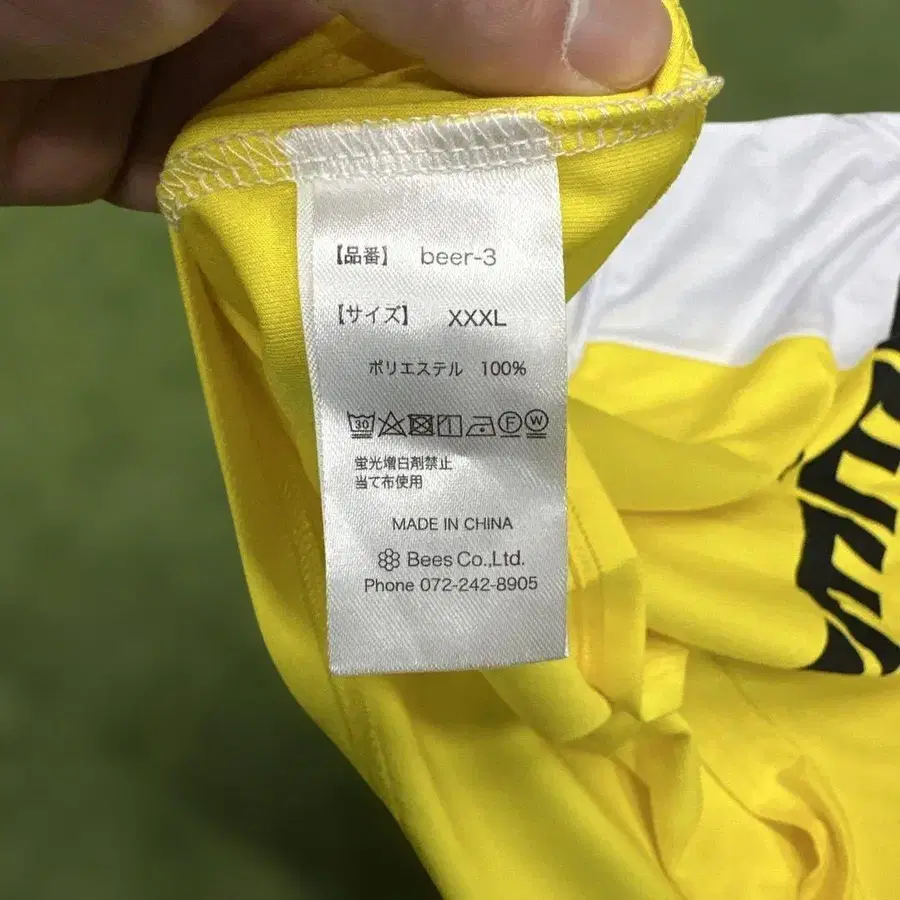 【品番】 beer-3
【サイズ】 XXXL
ポリエステル 100%
30 F W
蛍光増白剤禁止
当て布使用
MADE IN CHINA
Bees Co.,Ltd.
Phone 072-242-8905